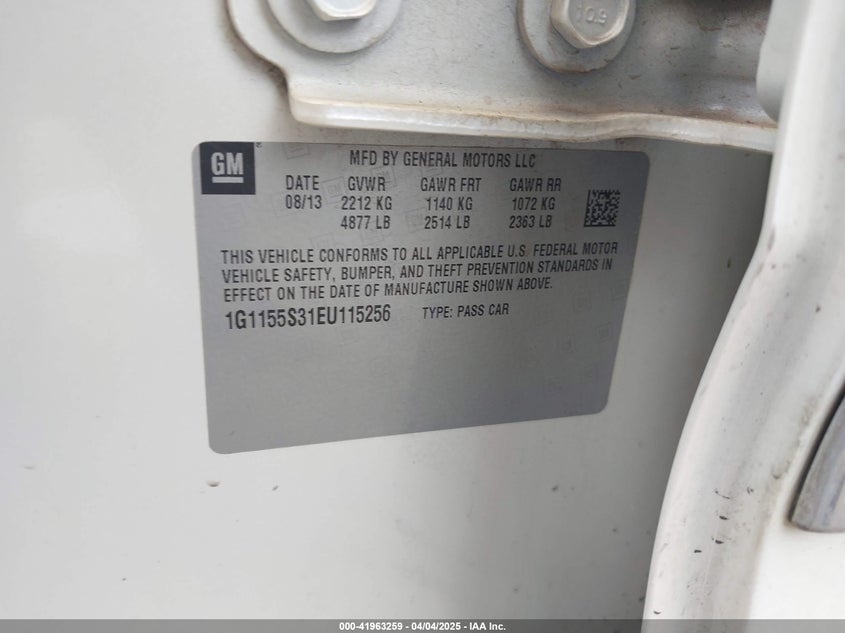 10.9
GM
MFD BY GENERAL MOTORS LLC
DATE GVWR GAWR FRT GAWR RR
08/13 2212 KG 1140 KG 1072 KG
4877 LB 2514 LB 2363 LB
THIS VEHICLE CONFORMS TO ALL APPLICABLE U.S. FEDERAL MOTOR
VEHICLE SAFETY, BUMPER, AND THEFT PREVENTION STANDARDS IN
EFFECT ON THE DATE OF MANUFACTURE SHOWN ABOVE.
1G1155S31EU115256 TYPE: PASS CAR
000-41963259 - 04/04/2025 - IAA Inc.